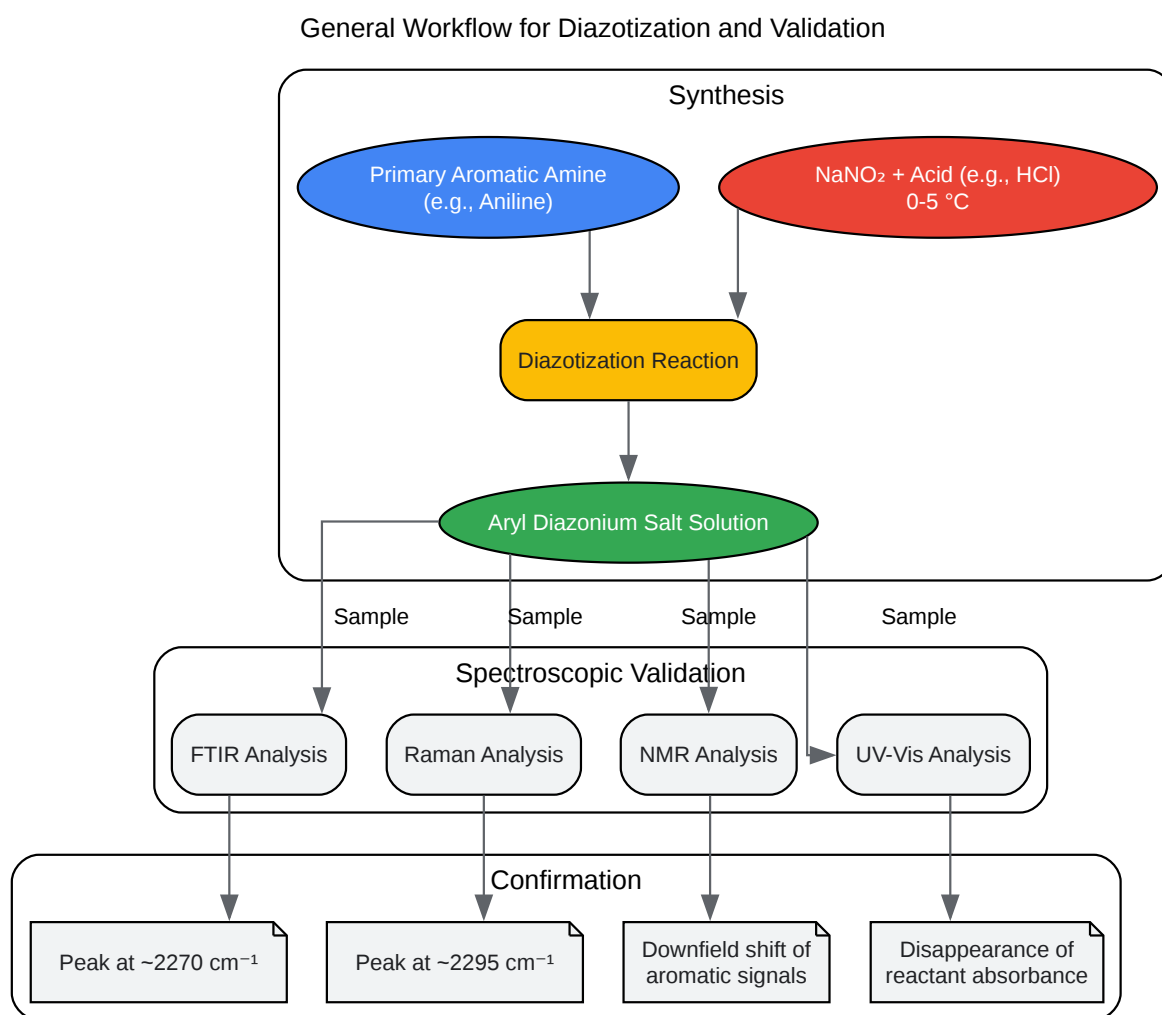 General Workflow for Diazotization and Validation
Synthesis
Primary Aromatic Amine
(e.g., Aniline)
NaNO₂ + Acid (e.g., HCl)
0-5 °C
Diazotization Reaction
Aryl Diazonium Salt Solution
Sample
Sample
Sample
Sample
Spectroscopic Validation
FTIR Analysis
Raman Analysis
NMR Analysis
UV-Vis Analysis
Confirmation
Peak at ~2270 cm⁻¹
Peak at ~2295 cm⁻¹
Downfield shift of
aromatic signals
Disappearance of
reactant absorbance